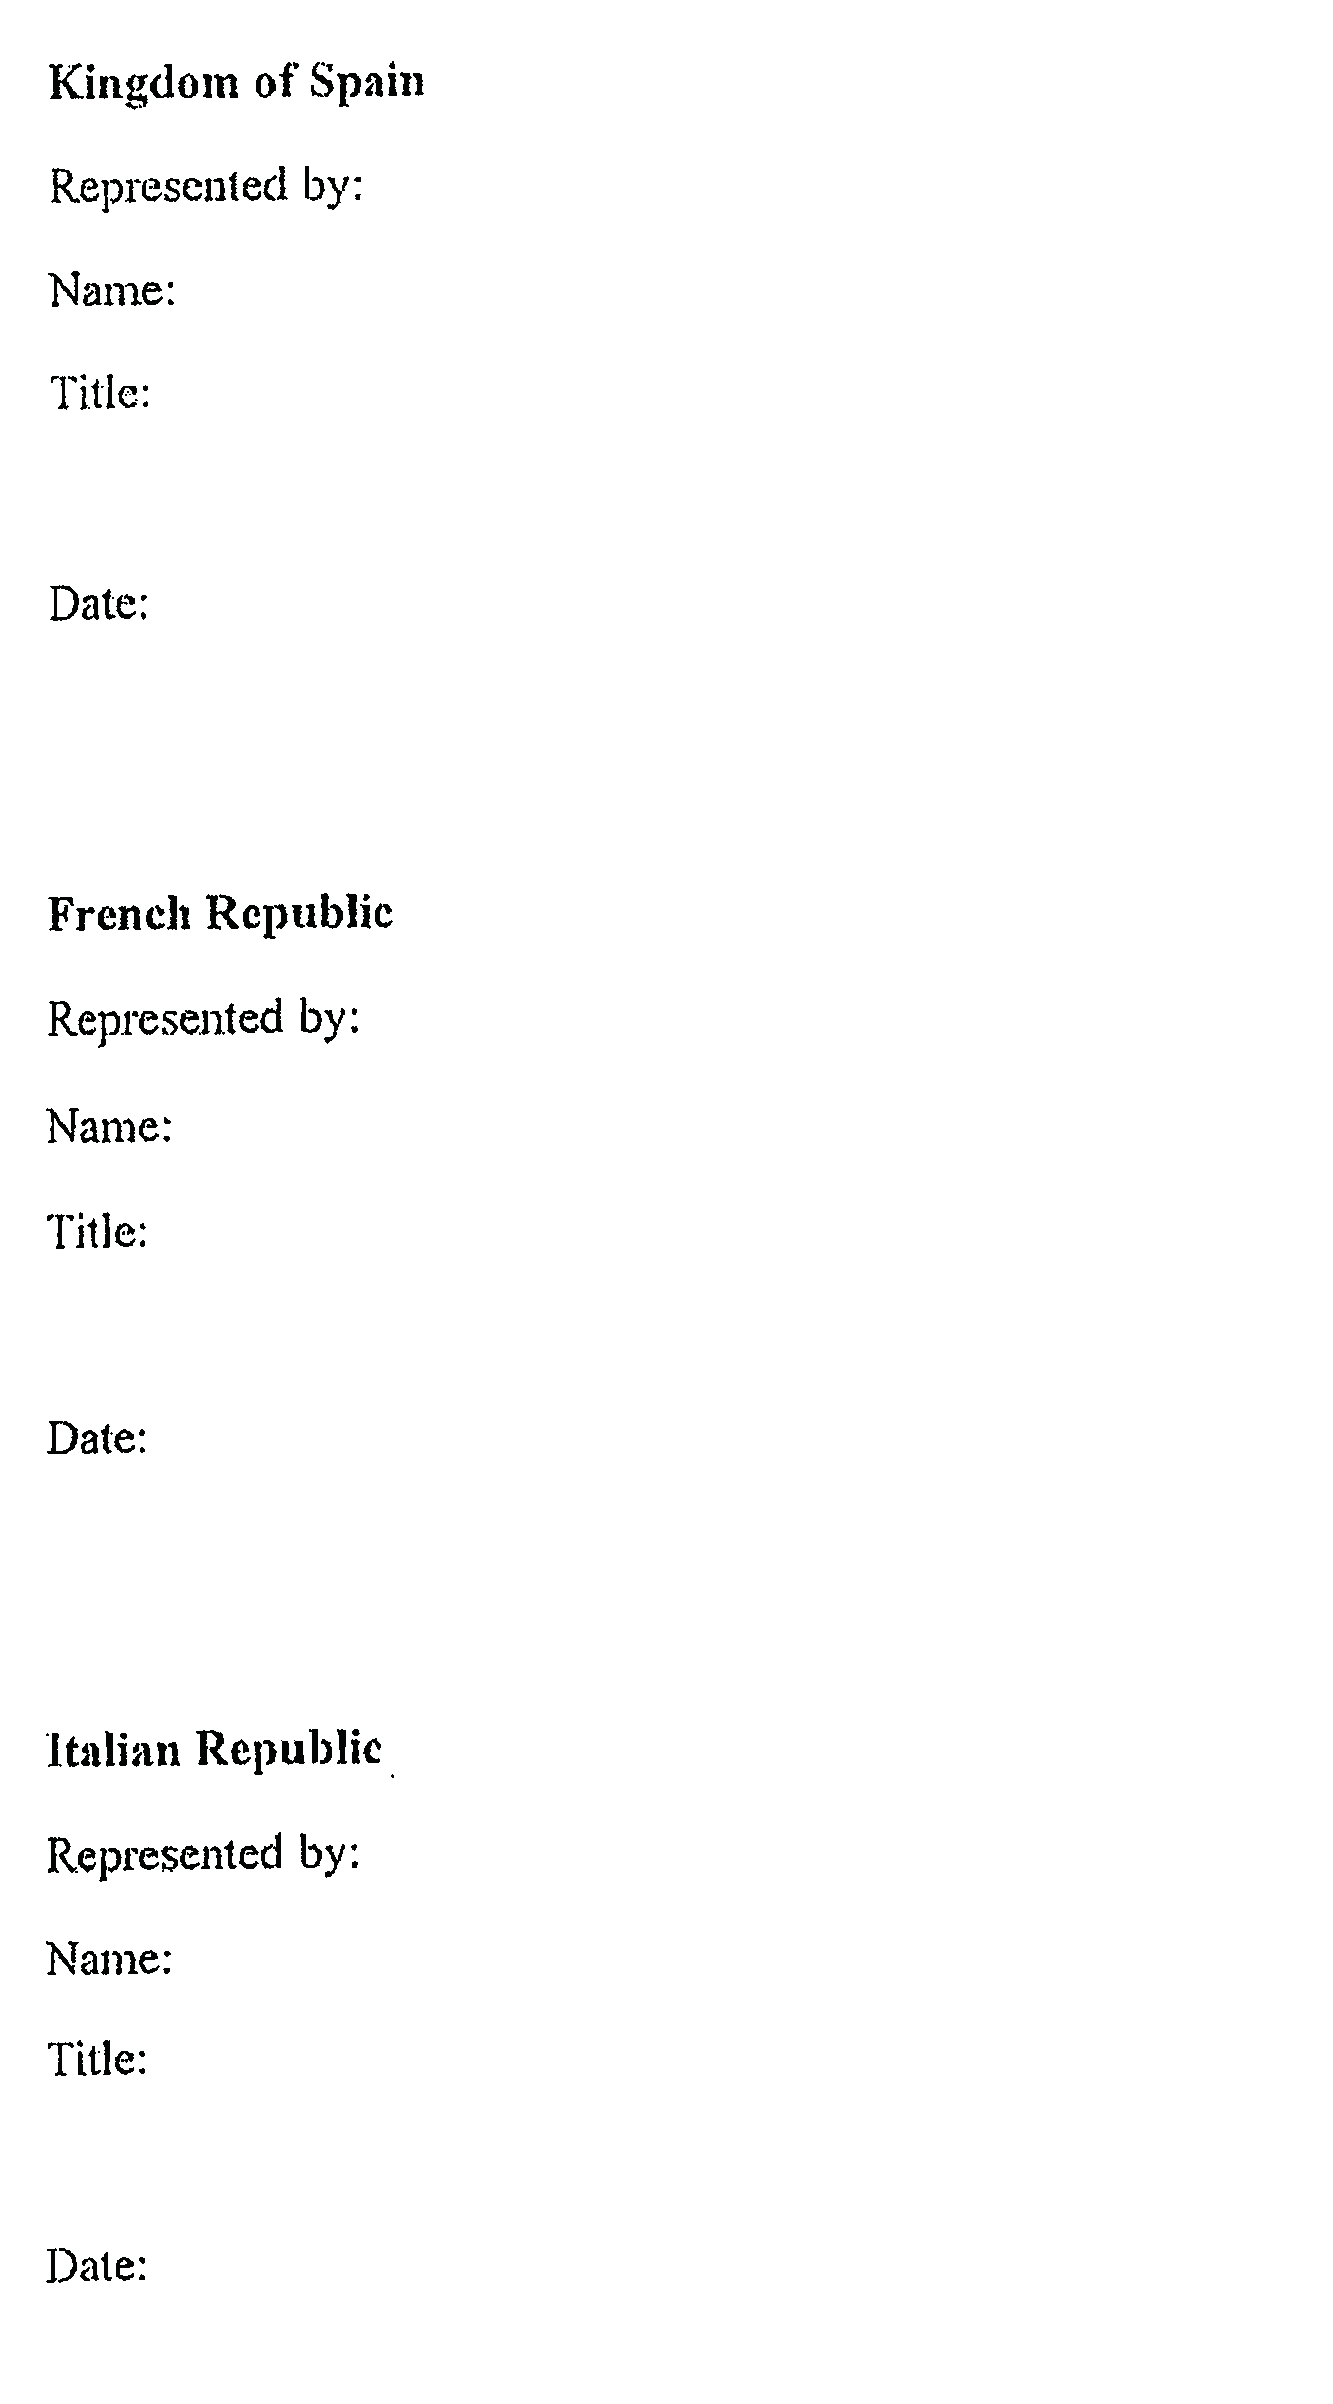 Kingdom of Spain
Represented by:
Name:
Title:
Date:
French Republic
Represented by:
Name:
Title:
Date:
Italian Republic
Represented by:
Name:
Title:
Date: